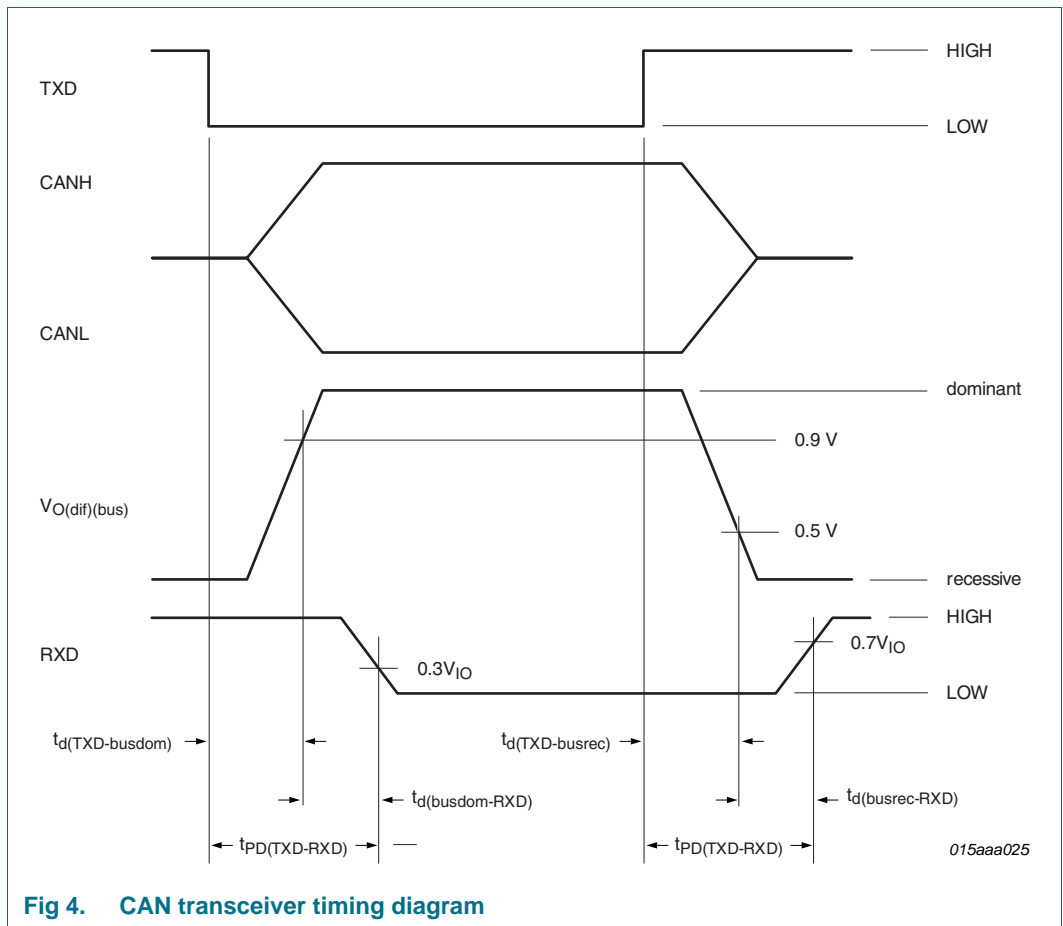 TXD
HIGH
LOW
CANH
CANL
dominant
0.9 V
VO(dif)(bus)
0.5 V
recessive
HIGH
RXD
0.3VIO
0.7VIO
LOW
td(TXD-busdom)
td(TXD-busrec)
td(busdom-RXD)
td(busrec-RXD)
tPD(TXD-RXD)
tPD(TXD-RXD)
015aaa025
Fig 4. CAN transceiver timing diagram